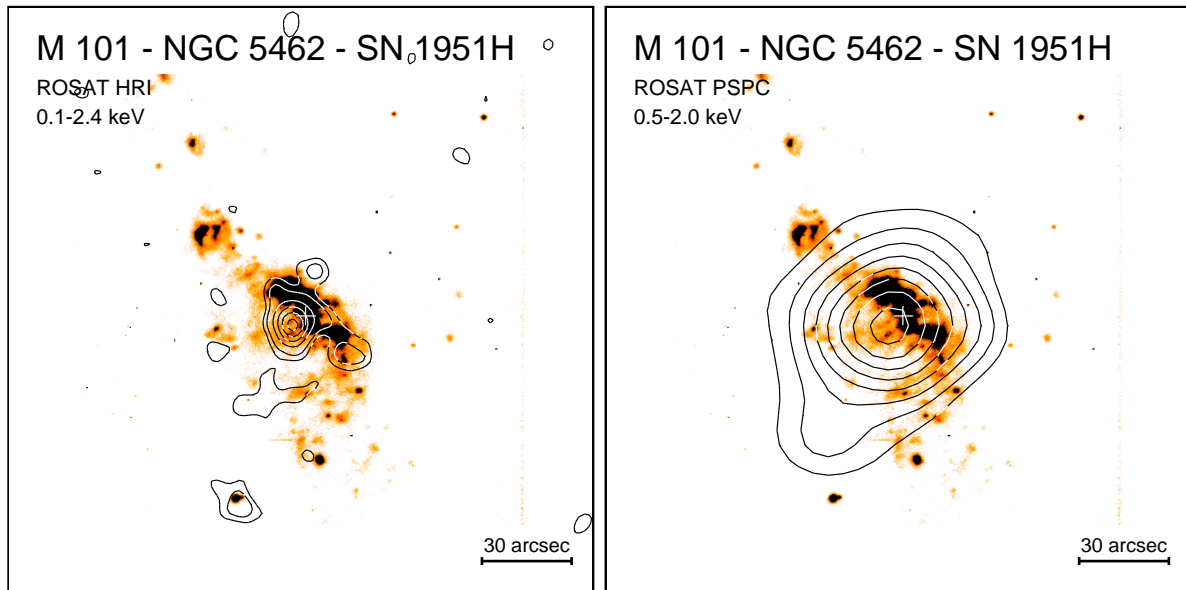 M 101 - NGC 5462 - SN 1951H
ROSAT HRI
0.1-2.4 keV
30 arcsec
M 101 - NGC 5462 - SN 1951H
ROSAT PSPC
0.5-2.0 keV
30 arcsec